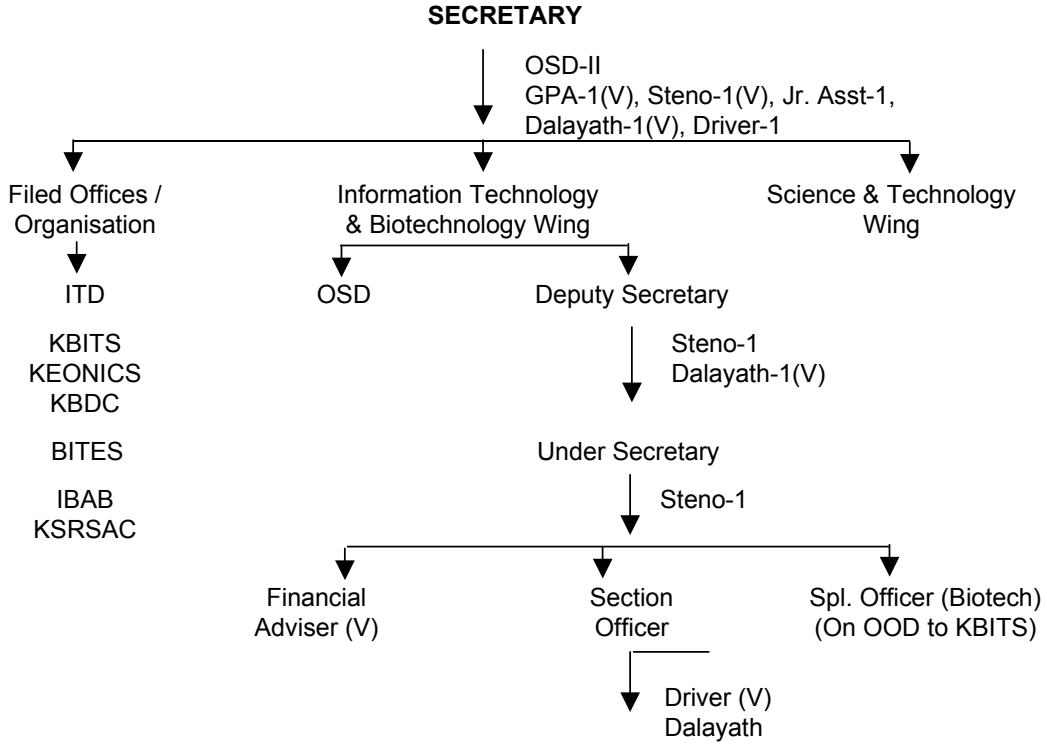 SECRETARY
OSD-II
GPA-1(V), Steno-1(V), Jr. Asst-1,
Dalayath-1(V), Driver-1
Filed Offices /
Organisation
Information Technology
& Biotechnology Wing
Science & Technology
Wing
ITD
OSD
Deputy Secretary
KBITS
KEONICS
KBDC
Steno-1
Dalayath-1(V)
BITES
Under Secretary
IBAB
KSRSAC
Steno-1
Financial
Adviser (V)
Section
Officer
Spl. Officer (Biotech)
(On OOD to KBITS)
Driver (V)
Dalayath